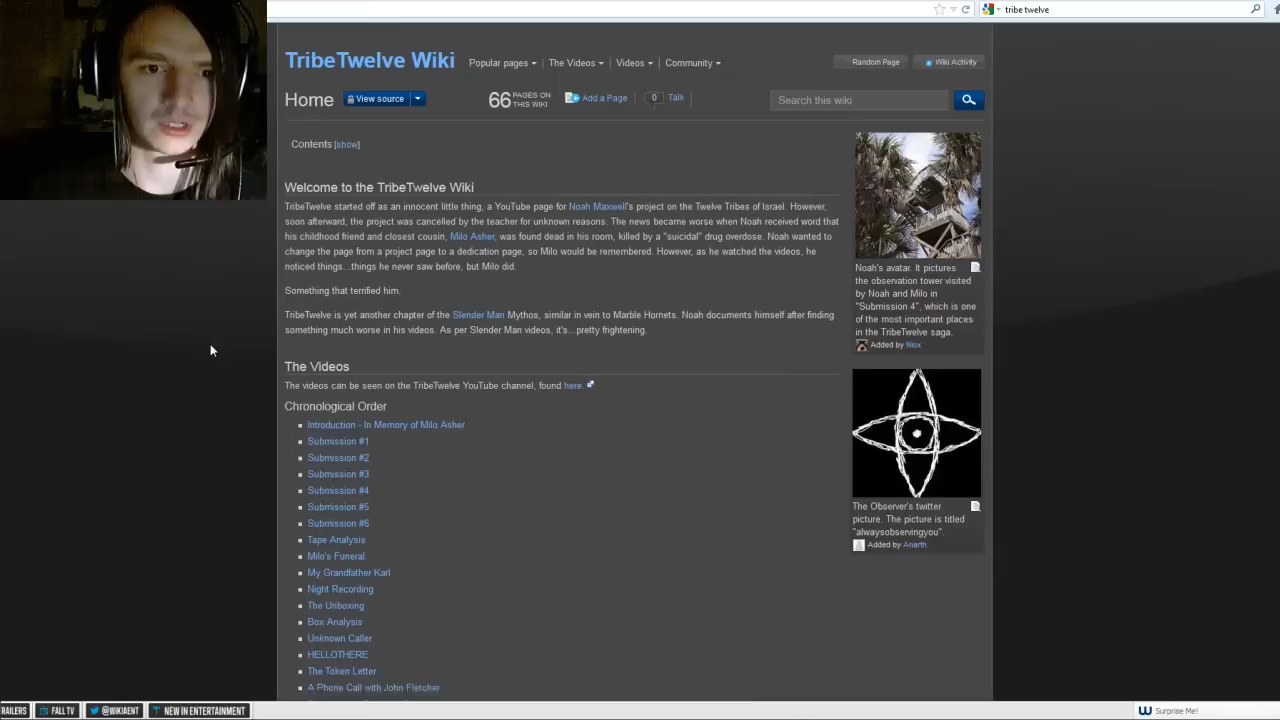 tribe twelve
TribeTwelve Wiki
Popular pages
The Videos
Videos
Community
Random Page
Wiki Activity
Home
View source
66 PAGES ON
THIS WIKI
Add a Page
0
Talk
Search this wiki
Contents [show]
Welcome to the TribeTwelve Wiki
TribeTwelve started off as an innocent little thing, a YouTube page for Noah Maxwell's project on the Twelve Tribes of Israel. However,
soon afterward, the project was cancelled by the teacher for unknown reasons. The news became worse when Noah received word that
his childhood friend and closest cousin, Milo Asher, was found dead in his room, killed by a "suicidal" drug overdose. Noah wanted to
change the page from a project page to a dedication page, so Milo would be remembered. However, as he watched the videos, he
noticed things...things he never saw before, but Milo did.
Something that terrified him.
TribeTwelve is yet another chapter of the Slender Man Mythos, similar in vein to Marble Hornets. Noah documents himself after finding
something much worse in his videos. As per Slender Man videos, it's...pretty frightening.
The Videos
The videos can be seen on the TribeTwelve YouTube channel, found here.
Chronological Order
Introduction - In Memory of Milo Asher
Submission #1
Submission #2
Submission #3
Submission #4
Submission #5
Submission #6
Tape Analysis
Milo's Funeral
My Grandfather Karl
Night Recording
The Unboxing
Box Analysis
Unknown Caller
HELLOTHERE
The Token Letter
A Phone Call with John Fletcher
Noah's avatar. It pictures
the observation tower visited
by Noah and Milo in
"Submission 4", which is one
of the most important places
in the TribeTwelve saga.
Added by Niox
The Observer's twitter
picture. The picture is titled
"alwaysobservingyou".
Added by Anarth
RAILERS
FALL TV
@WIKIAENT
NEW IN ENTERTAINMENT
Surprise Me!